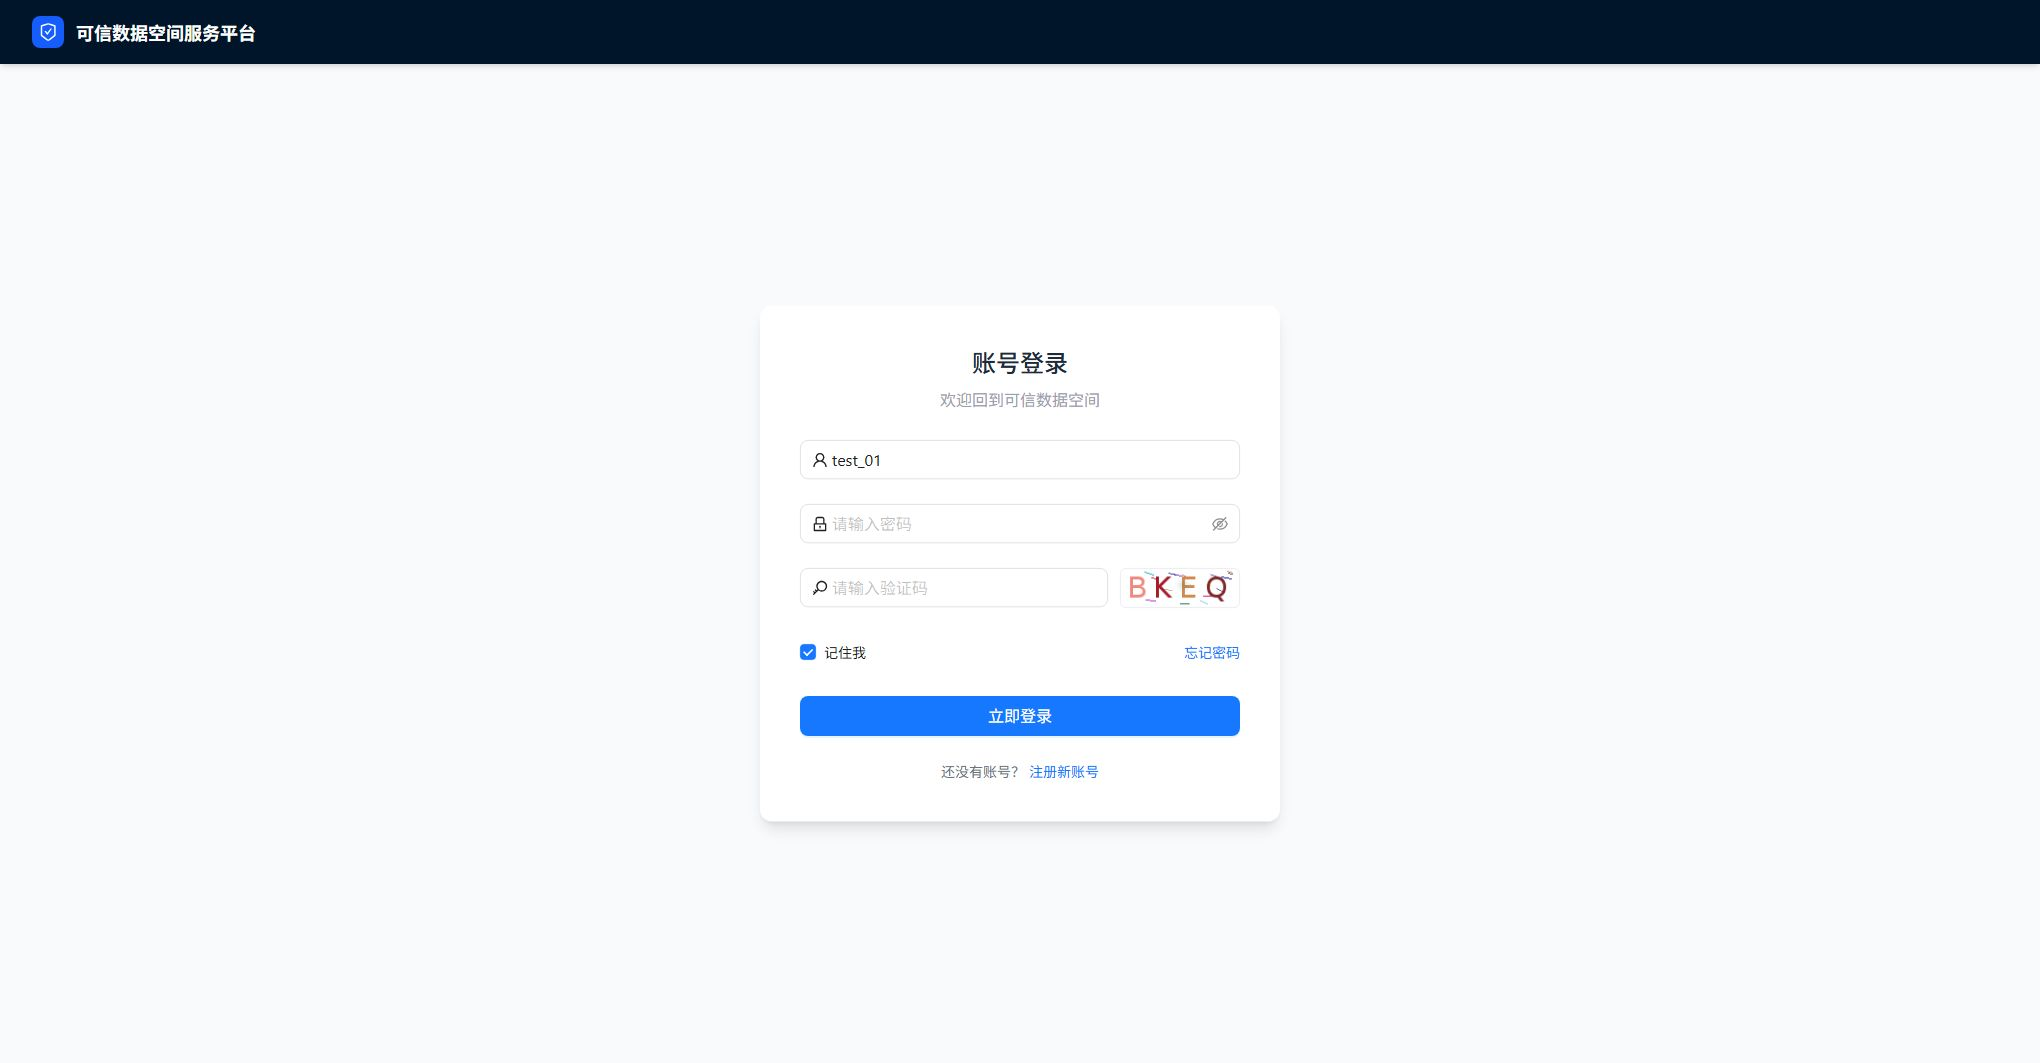 可信数据空间服务平台
账号登录
欢迎回到可信数据空间
test_01
请输入密码
请输入验证码 BKEQ
记住我 忘记密码
立即登录
还没有账号? 注册新账号